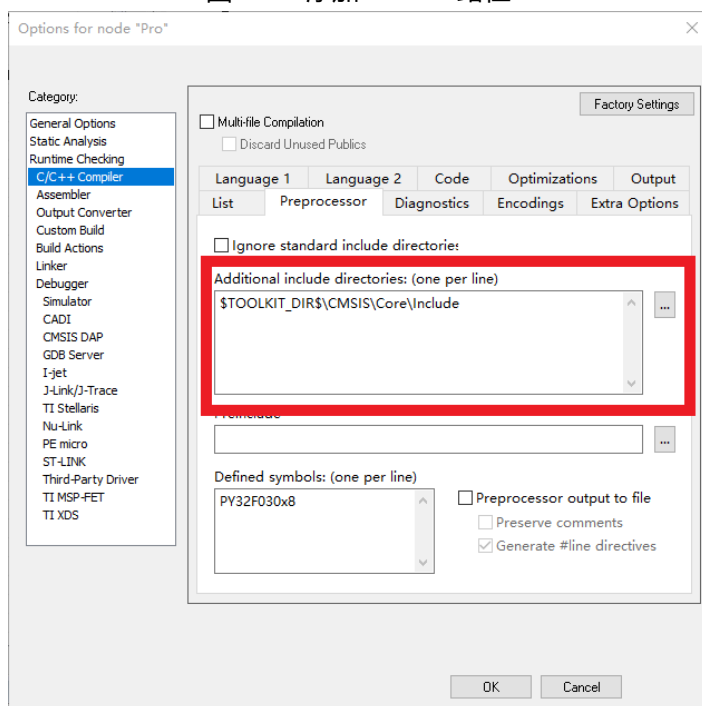 Options for node "Pro"
Category:
General Options
Static Analysis
Runtime Checking
C/C++ Compiler
Assembler
Output Converter
Custom Build
Build Actions
Linker
Debugger
Simulator
CADI
CMSIS DAP
GDB Server
I-jet
J-Link/J-Trace
TI Stellaris
Nu-Link
PE micro
ST-LINK
Third-Party Driver
TI MSP-FET
TI XDS
Factory Settings
Multi-file Compilation
Discard Unused Publics
Language 1 Language 2 Code Optimizations Output
List Preprocessor Diagnostics Encodings Extra Options
Ignore standard include directories
Additional include directories: (one per line)
$TOOLKIT_DIR$\CMSIS\Core\Include
...
Preinclude
...
Defined symbols: (one per line)
PY32F030x8
Preprocessor output to file
Preserve comments
Generate #line directives
OK Cancel